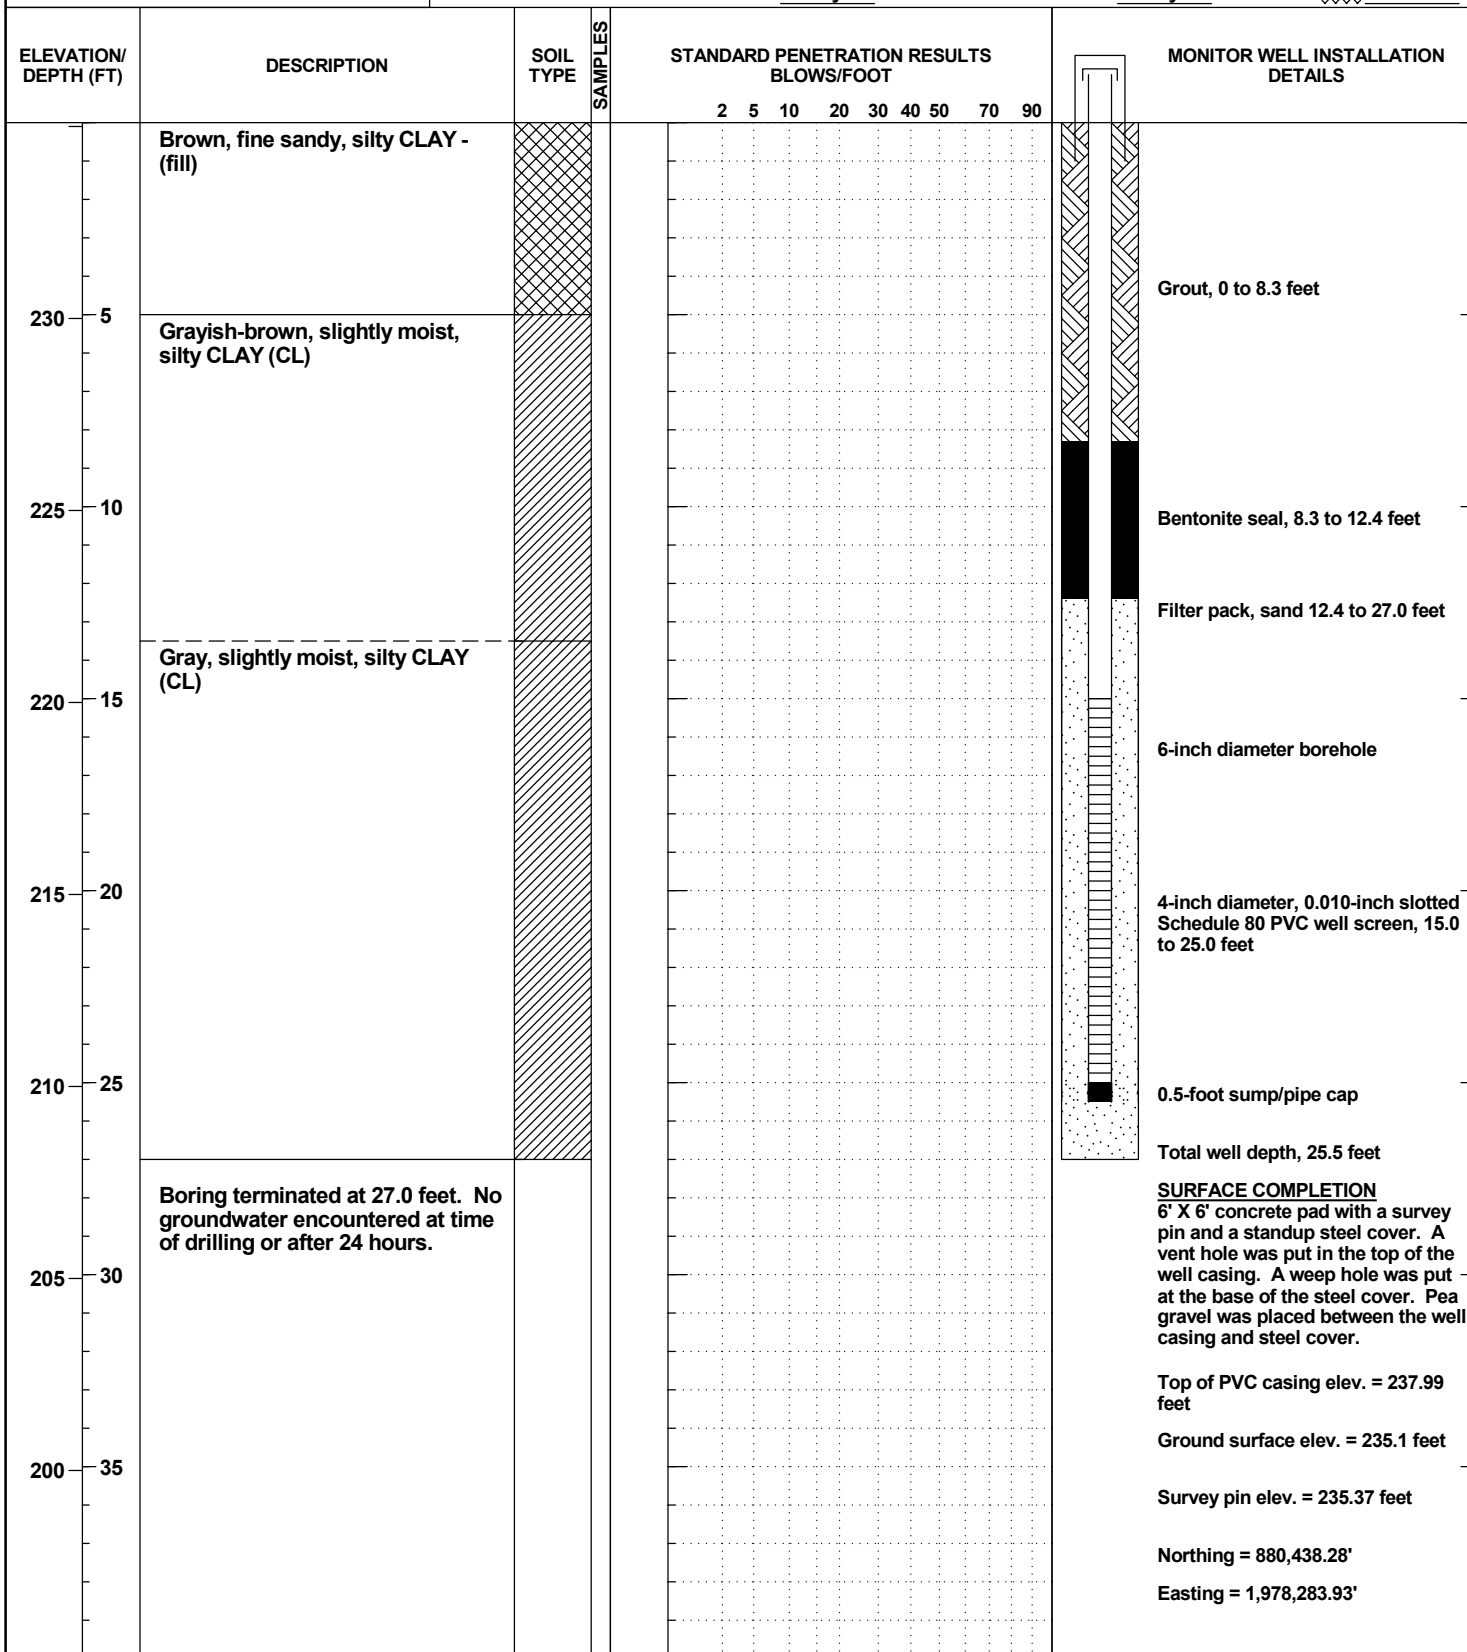 ELEVATION/
DEPTH (FT)
DESCRIPTION
SOIL
TYPE
SAMPLES
STANDARD PENETRATION RESULTS
BLOWS/FOOT
2 5 10 20 30 40 50 70 90
MONITOR WELL INSTALLATION
DETAILS
Brown, fine sandy, silty CLAY -
(fill)
Grout, 0 to 8.3 feet
230 5
Grayish-brown, slightly moist,
silty CLAY (CL)
225 10
Bentonite seal, 8.3 to 12.4 feet
Filter pack, sand 12.4 to 27.0 feet
Gray, slightly moist, silty CLAY
(CL)
220 15
6-inch diameter borehole
215 20
4-inch diameter, 0.010-inch slotted
Schedule 80 PVC well screen, 15.0
to 25.0 feet
210 25
0.5-foot sump/pipe cap
Total well depth, 25.5 feet
Boring terminated at 27.0 feet. No
groundwater encountered at time
of drilling or after 24 hours.
SURFACE COMPLETION
6' X 6' concrete pad with a survey
pin and a standup steel cover. A
vent hole was put in the top of the
well casing. A weep hole was put
at the base of the steel cover. Pea
gravel was placed between the well
casing and steel cover.
205 30
Top of PVC casing elev. = 237.99
feet
Ground surface elev. = 235.1 feet
200 35
Survey pin elev. = 235.37 feet
Northing = 880,438.28'
Easting = 1,978,283.93'